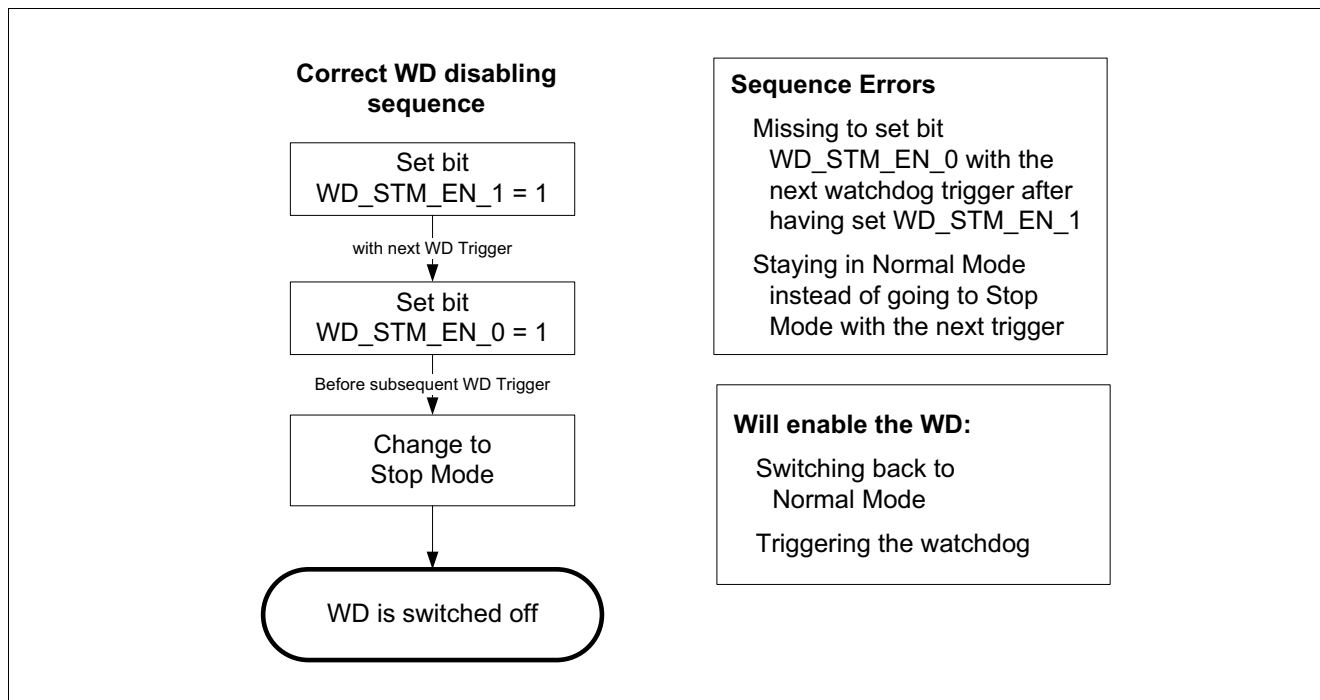 Correct WD disabling
sequence
Set bit
WD_STM_EN_1 = 1
with next WD Trigger
Set bit
WD_STM_EN_0 = 1
Before subsequent WD Trigger
Change to
Stop Mode
WD is switched off
Sequence Errors
Missing to set bit
WD_STM_EN_0 with the
next watchdog trigger after
having set WD_STM_EN_1
Staying in Normal Mode
instead of going to Stop
Mode with the next trigger
Will enable the WD:
Switching back to
Normal Mode
Triggering the watchdog